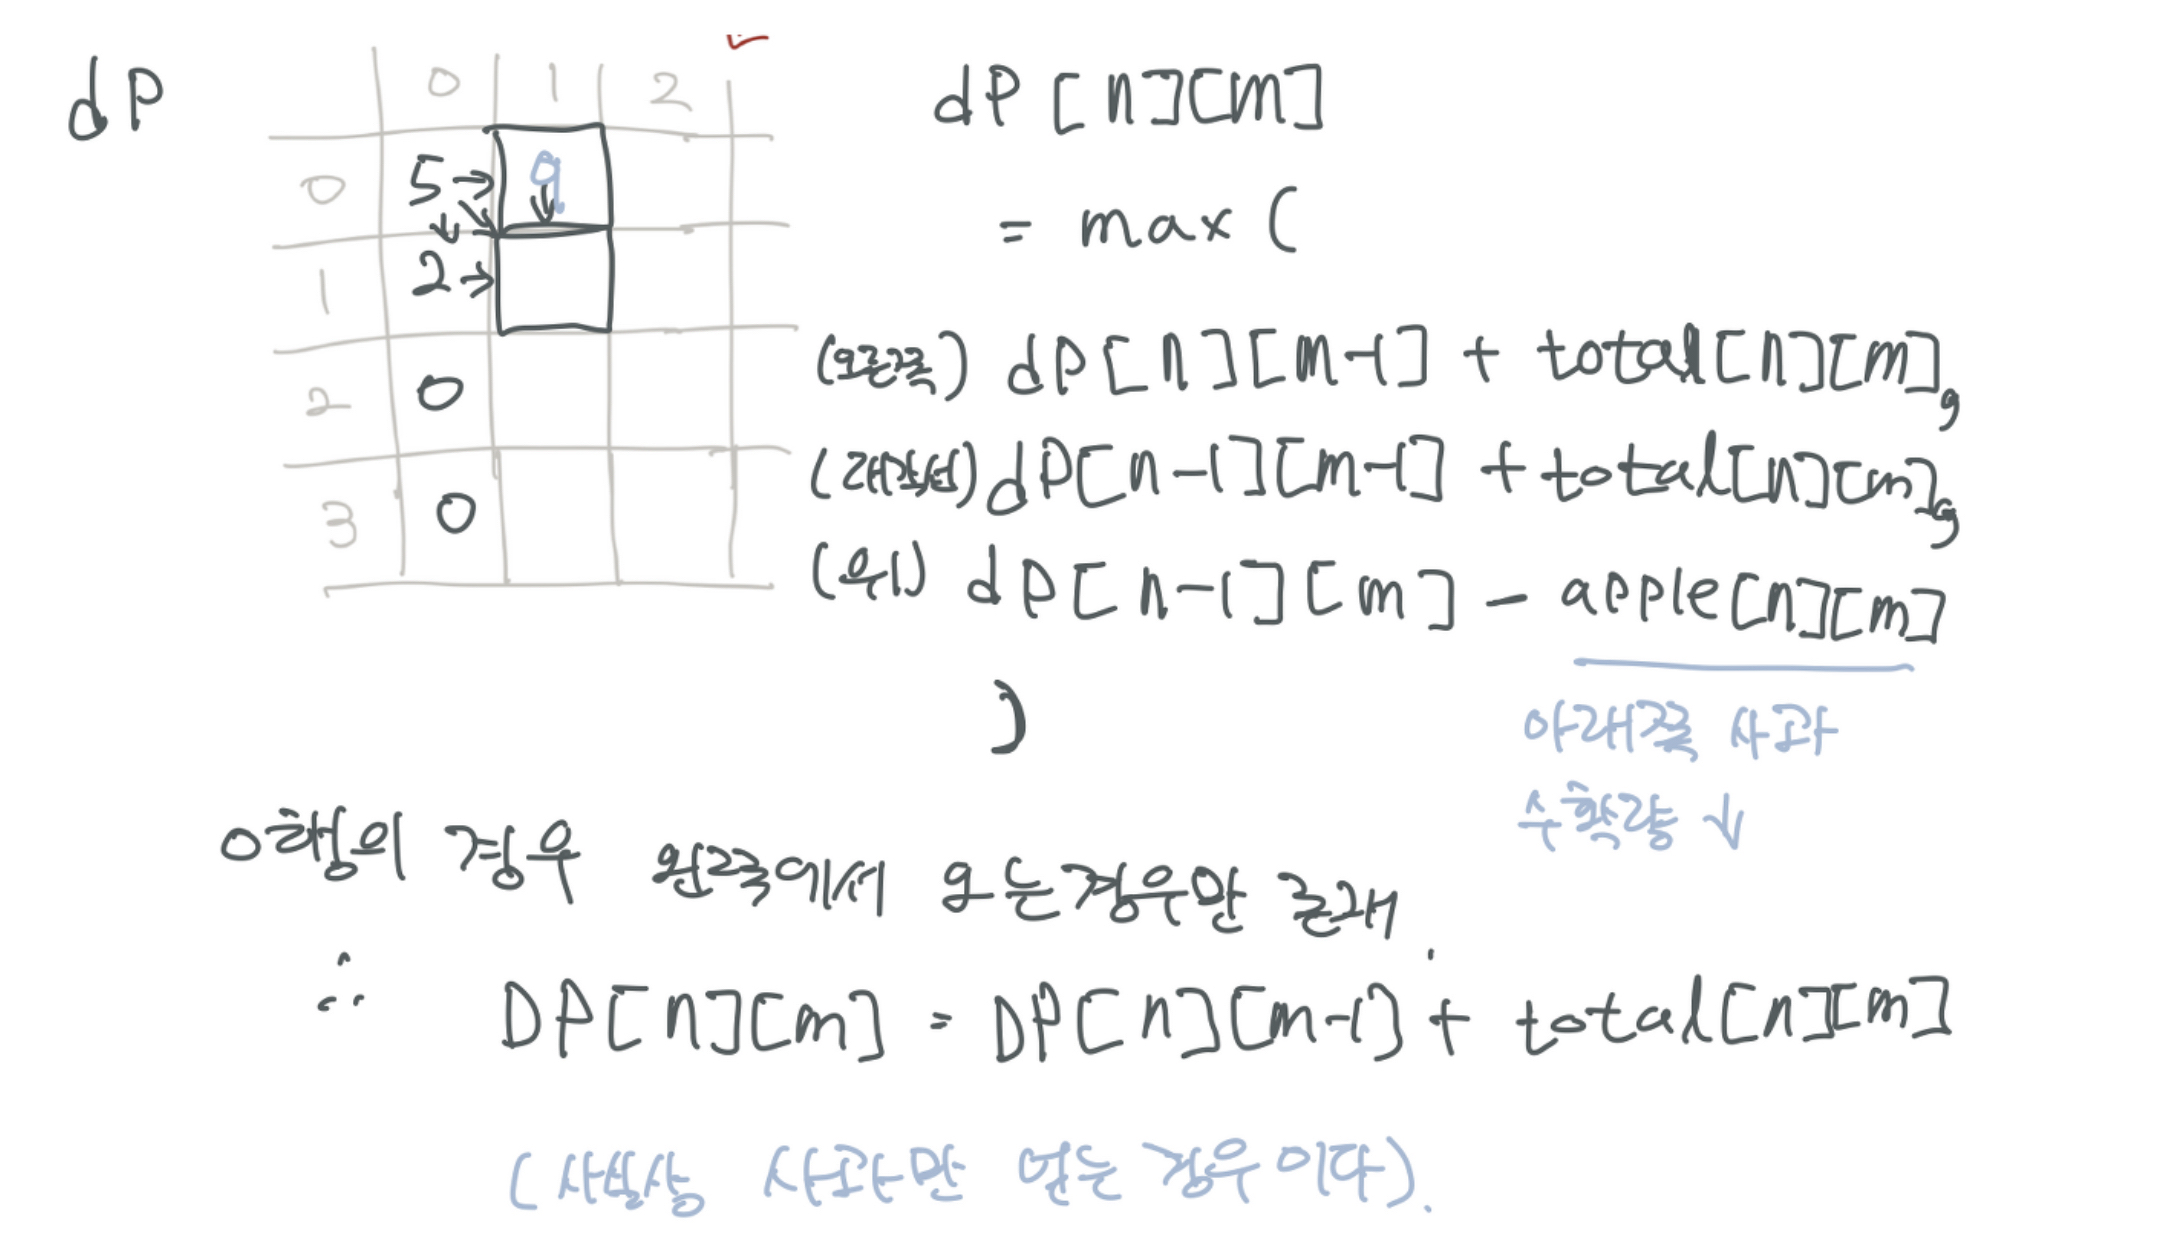 dp
0 1 2
0 5→ 9
↓ ↘ ↓
1 2→
2 0
3 0
dP[n][m]
= max (
(오른쪽) dP[n][m-1] + total[n][m],
(대각선) dP[n-1][m-1] + total[n][m],
(위) dP[n-1][m] - apple[n][m]
)
아래쪽 사과
수확량 ↓
0행의 경우 왼쪽에서 오는경우만 존재.
∴ DP[n][m] = DP[n][m-1] + total[n][m]
(사실상 사과만 얻는 경우이다).